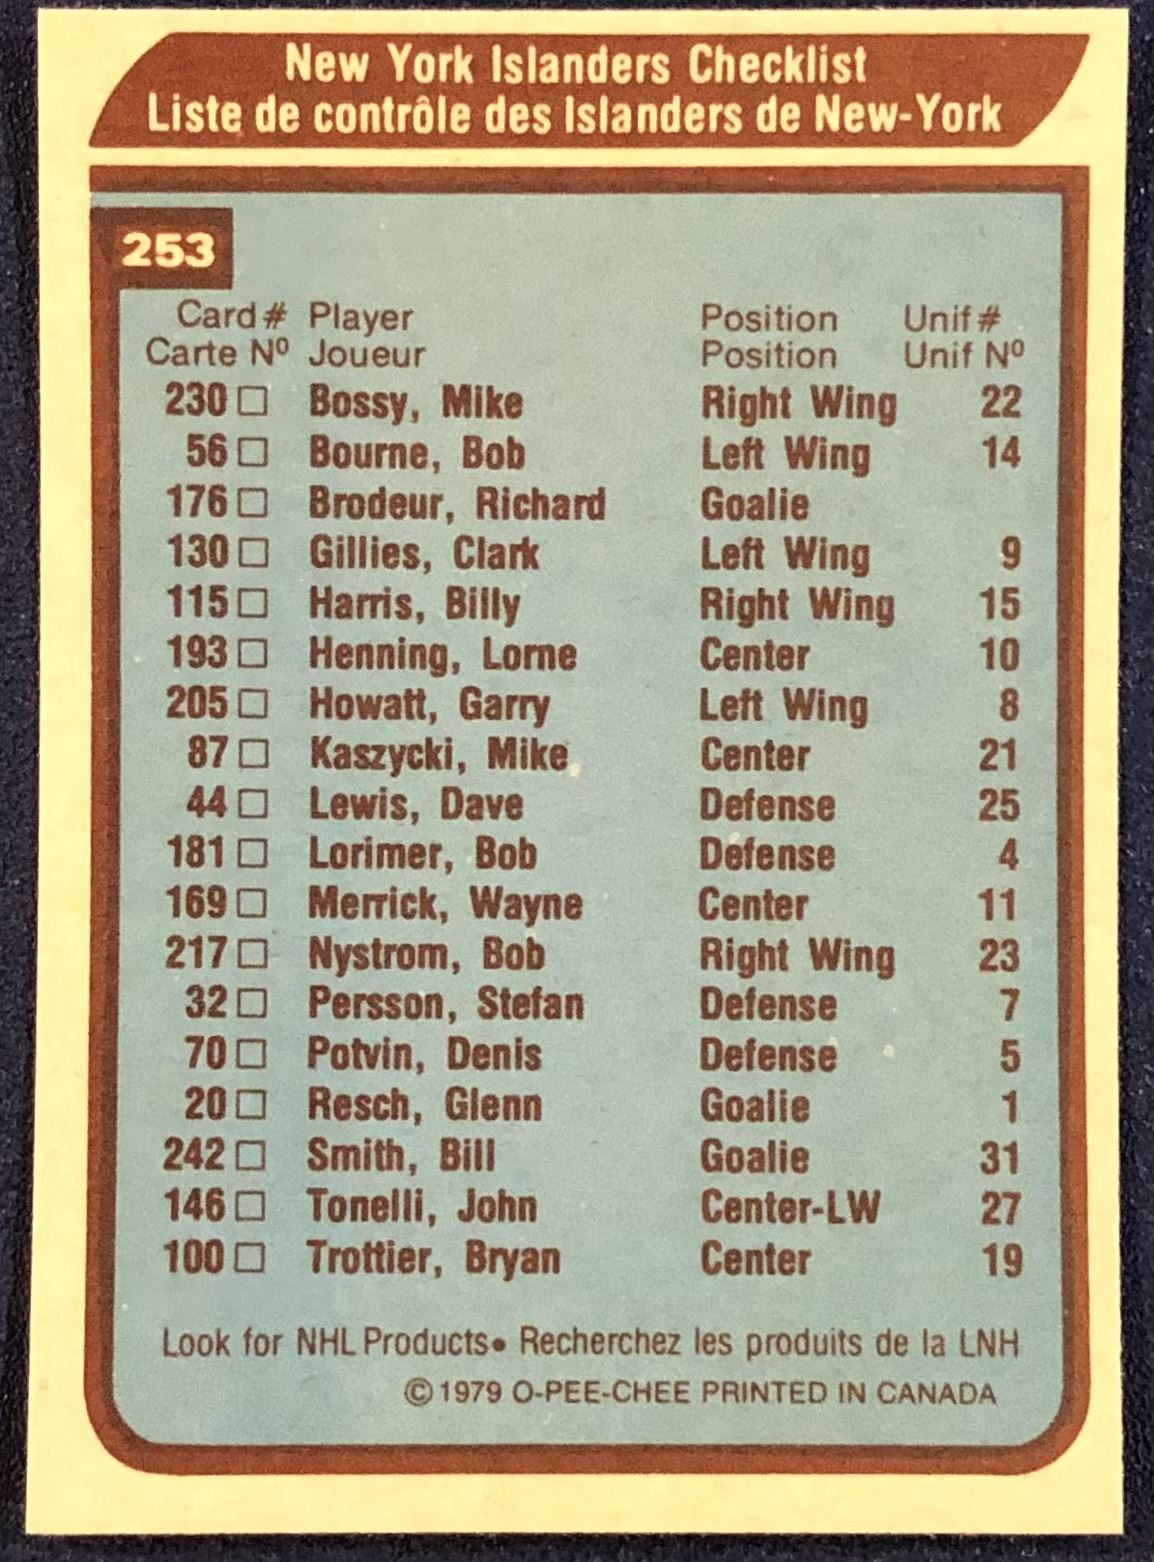 New York Islanders Checklist
Liste de contrôle des Islanders de New-York
253
Card # Player Position Unif #
Carte Nº Joueur Position Unif Nº
230 □ Bossy, Mike Right Wing 22
56 □ Bourne, Bob Left Wing 14
176 □ Brodeur, Richard Goalie
130 □ Gillies, Clark Left Wing 9
115 □ Harris, Billy Right Wing 15
193 □ Henning, Lorne Center 10
205 □ Howatt, Garry Left Wing 8
87 □ Kaszycki, Mike Center 21
44 □ Lewis, Dave Defense 25
181 □ Lorimer, Bob Defense 4
169 □ Merrick, Wayne Center 11
217 □ Nystrom, Bob Right Wing 23
32 □ Persson, Stefan Defense 7
70 □ Potvin, Denis Defense 5
20 □ Resch, Glenn Goalie 1
242 □ Smith, Bill Goalie 31
146 □ Tonelli, John Center-LW 27
100 □ Trottier, Bryan Center 19
Look for NHL Products• Recherchez les produits de la LNH
© 1979 O-PEE-CHEE PRINTED IN CANADA